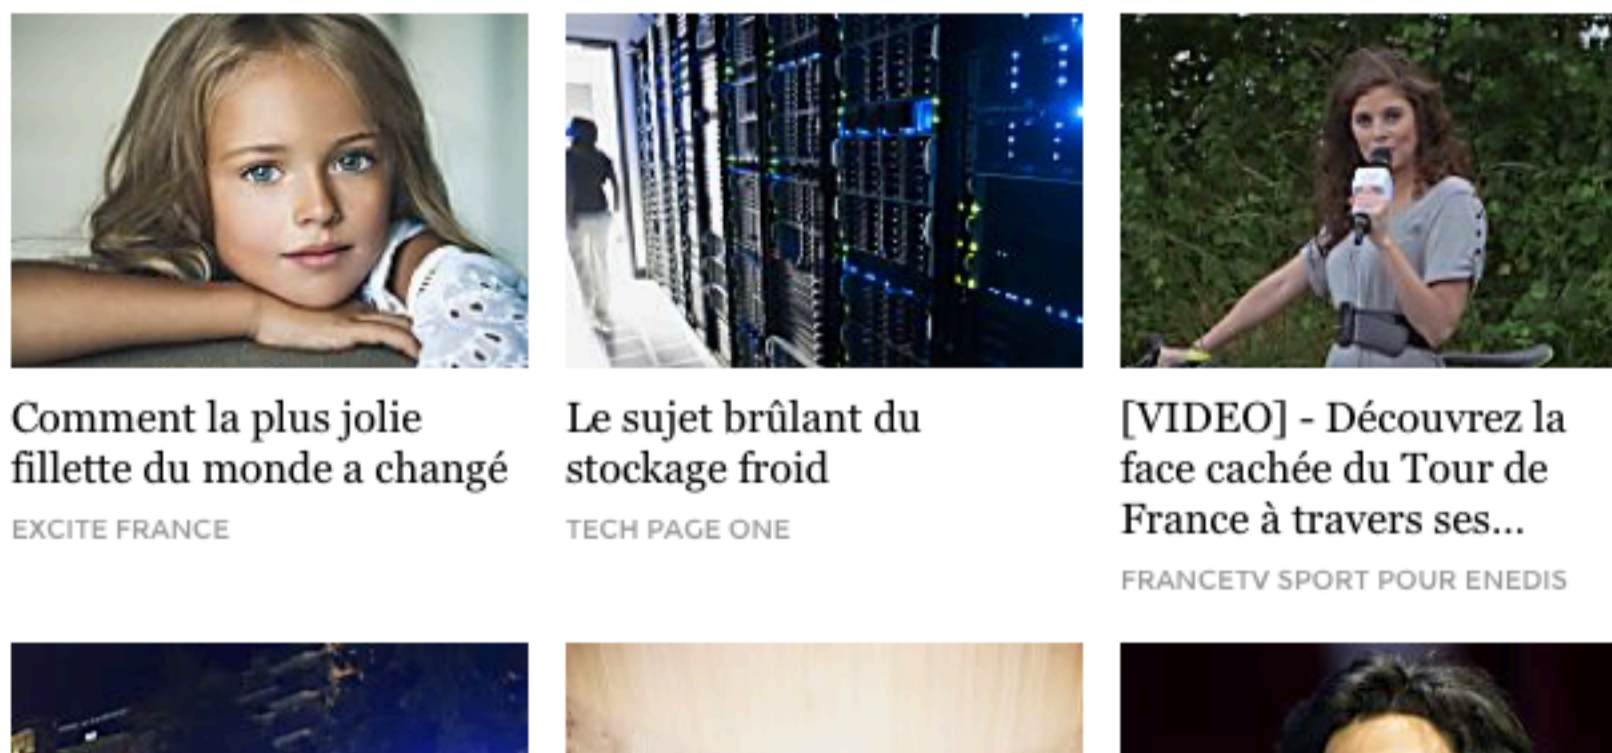 Comment la plus jolie
fillette du monde a changé
EXCITE FRANCE
Le sujet brûlant du
stockage froid
TECH PAGE ONE
[VIDEO] - Découvrez la
face cachée du Tour de
France à travers ses...
FRANCETV SPORT POUR ENEDIS